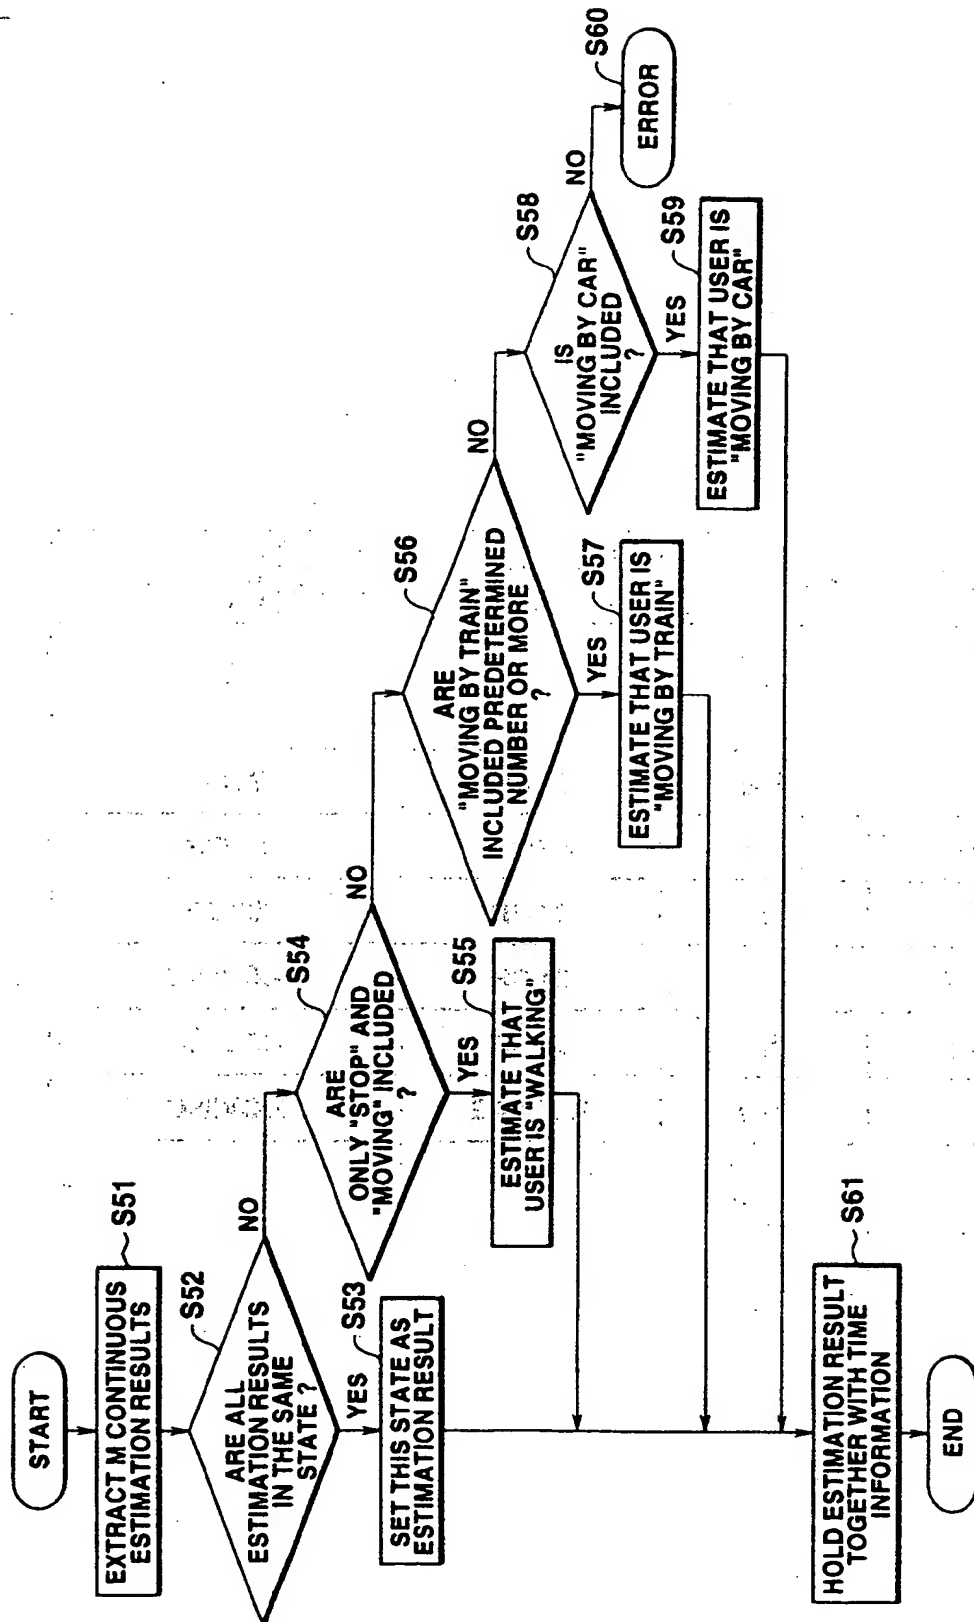 START
EXTRACT M CONTINUOUS
ESTIMATION RESULTS
S51
ARE ALL
ESTIMATION RESULTS
IN THE SAME
STATE ?
S52
NO
YES
SET THIS STATE AS
ESTIMATION RESULT
S53
ARE
ONLY "STOP" AND
"MOVING" INCLUDED
?
S54
NO
YES
ESTIMATE THAT
USER IS "WALKING"
S55
ARE
"MOVING BY TRAIN"
INCLUDED PREDETERMINED
NUMBER OR MORE
?
S56
NO
YES
ESTIMATE THAT USER IS
"MOVING BY TRAIN"
S57
IS
"MOVING BY CAR"
INCLUDED
?
S58
NO
YES
ESTIMATE THAT USER IS
"MOVING BY CAR"
S59
ERROR
S60
HOLD ESTIMATION RESULT
TOGETHER WITH TIME
INFORMATION
S61
END